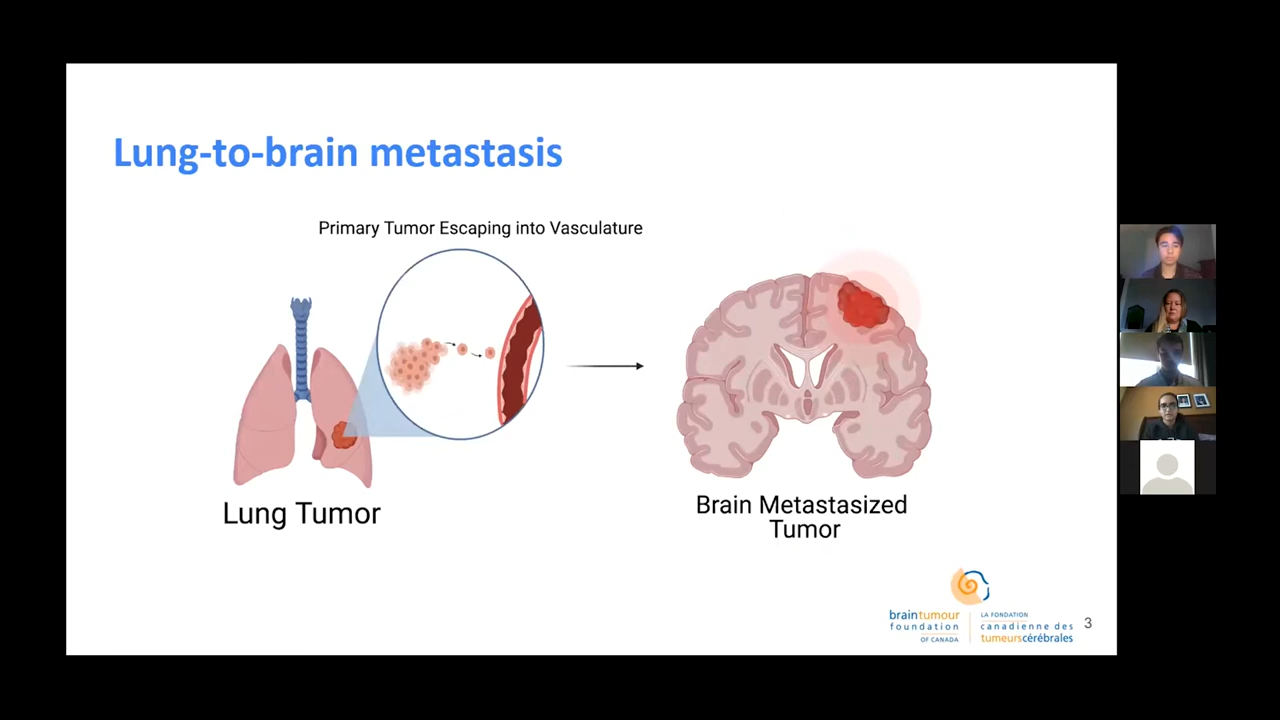 Lung-to-brain metastasis
Primary Tumor Escaping into Vasculature
Lung Tumor
Brain Metastasized
Tumor
braintumour
foundation
OF CANADA
LA FONDATION
canadienne des
tumeurscérébrales
3